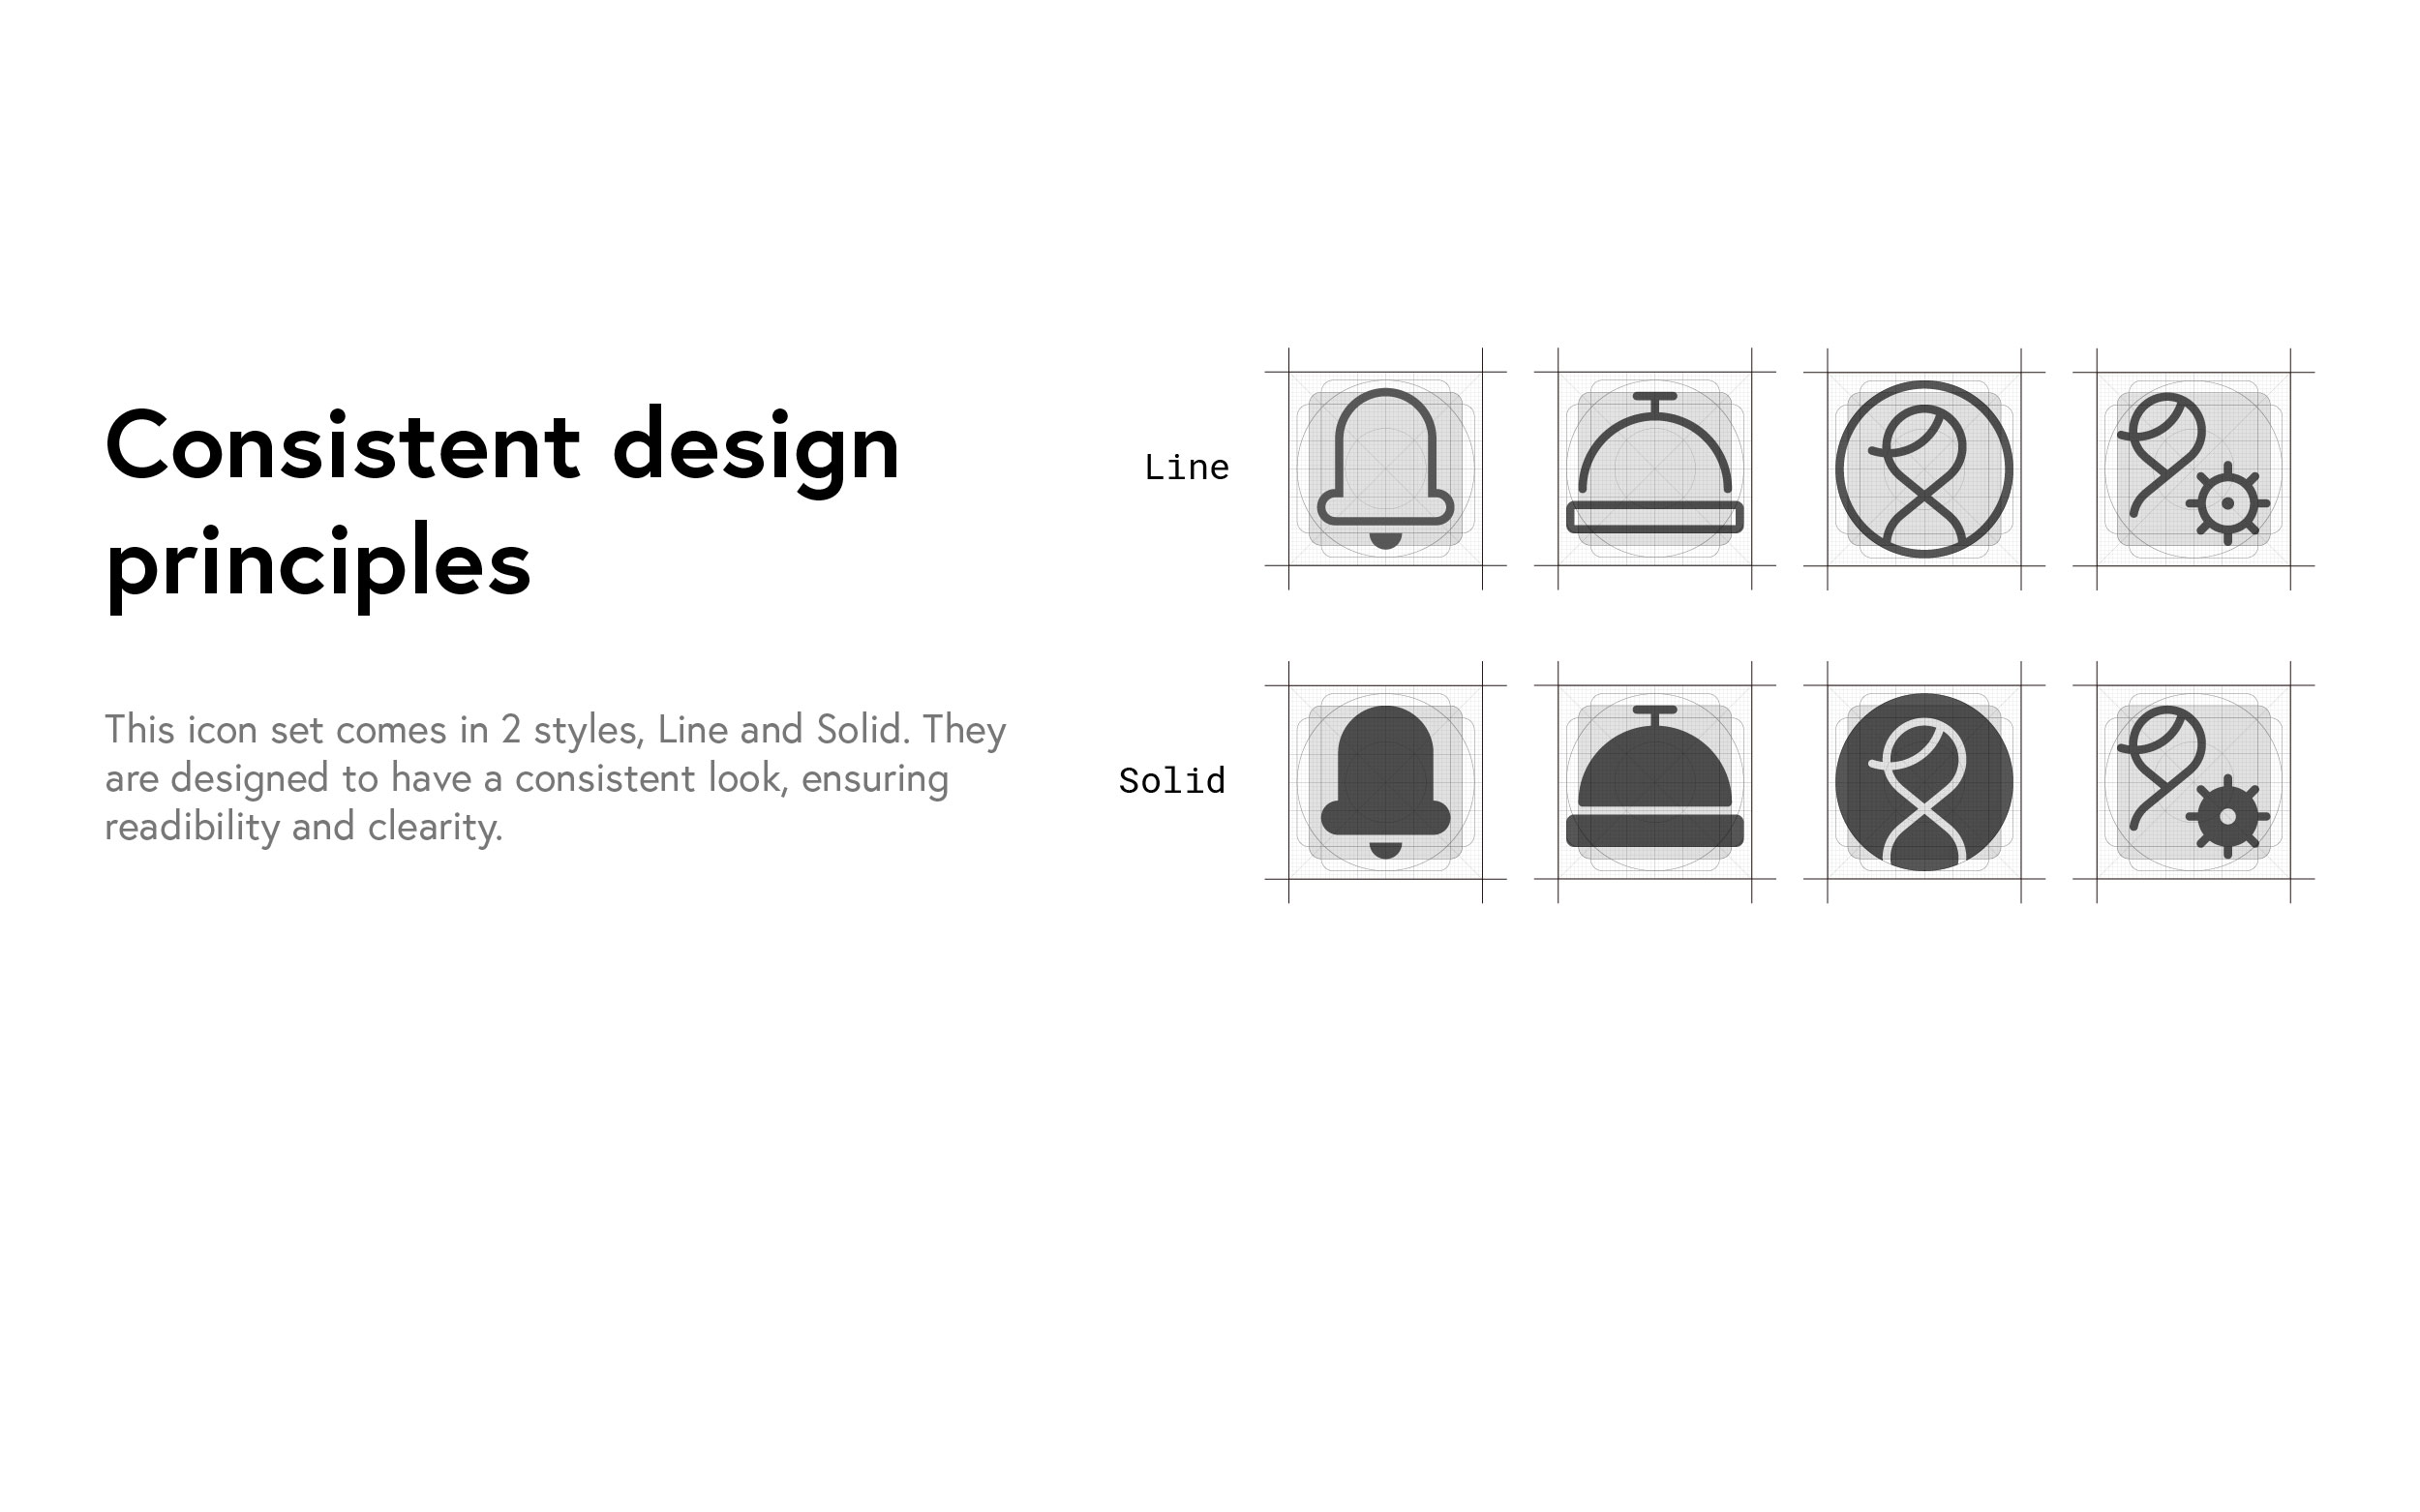 Consistent design
principles
This icon set comes in 2 styles, Line and Solid. They
are designed to have a consistent look, ensuring
readibility and clearity.
Line
Solid